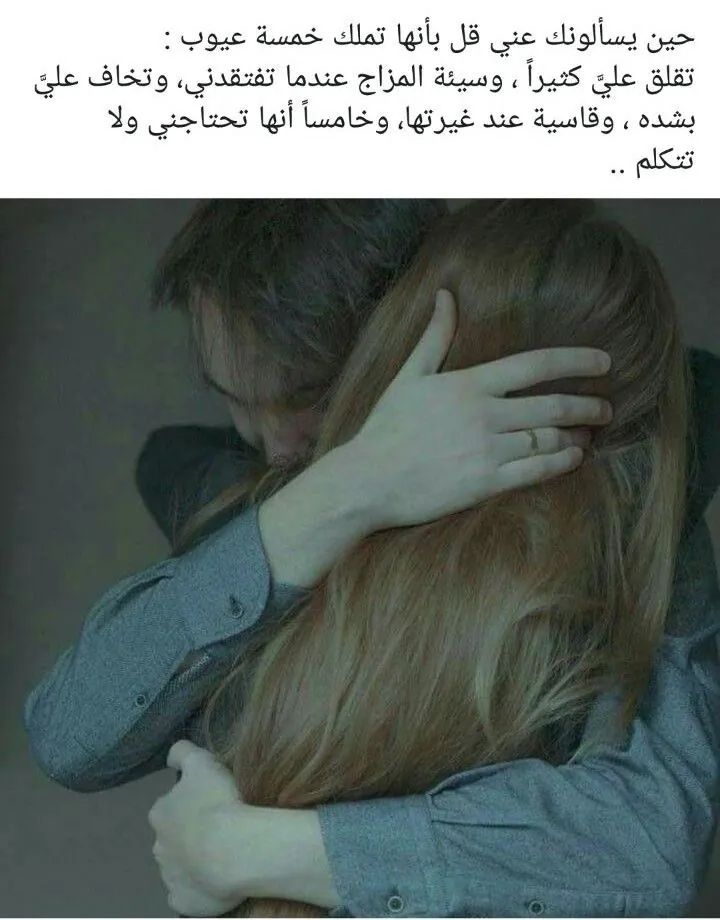 حين يسألونك عني قل بأنها تملك خمسة عيوب :
تقلق عليَّ كثيراً ، وسيئة المزاج عندما تفتقدني، وتخاف عليَّ
بشده ، وقاسية عند غيرتها، وخامساً أنها تحتاجني ولا
تتكلم ..